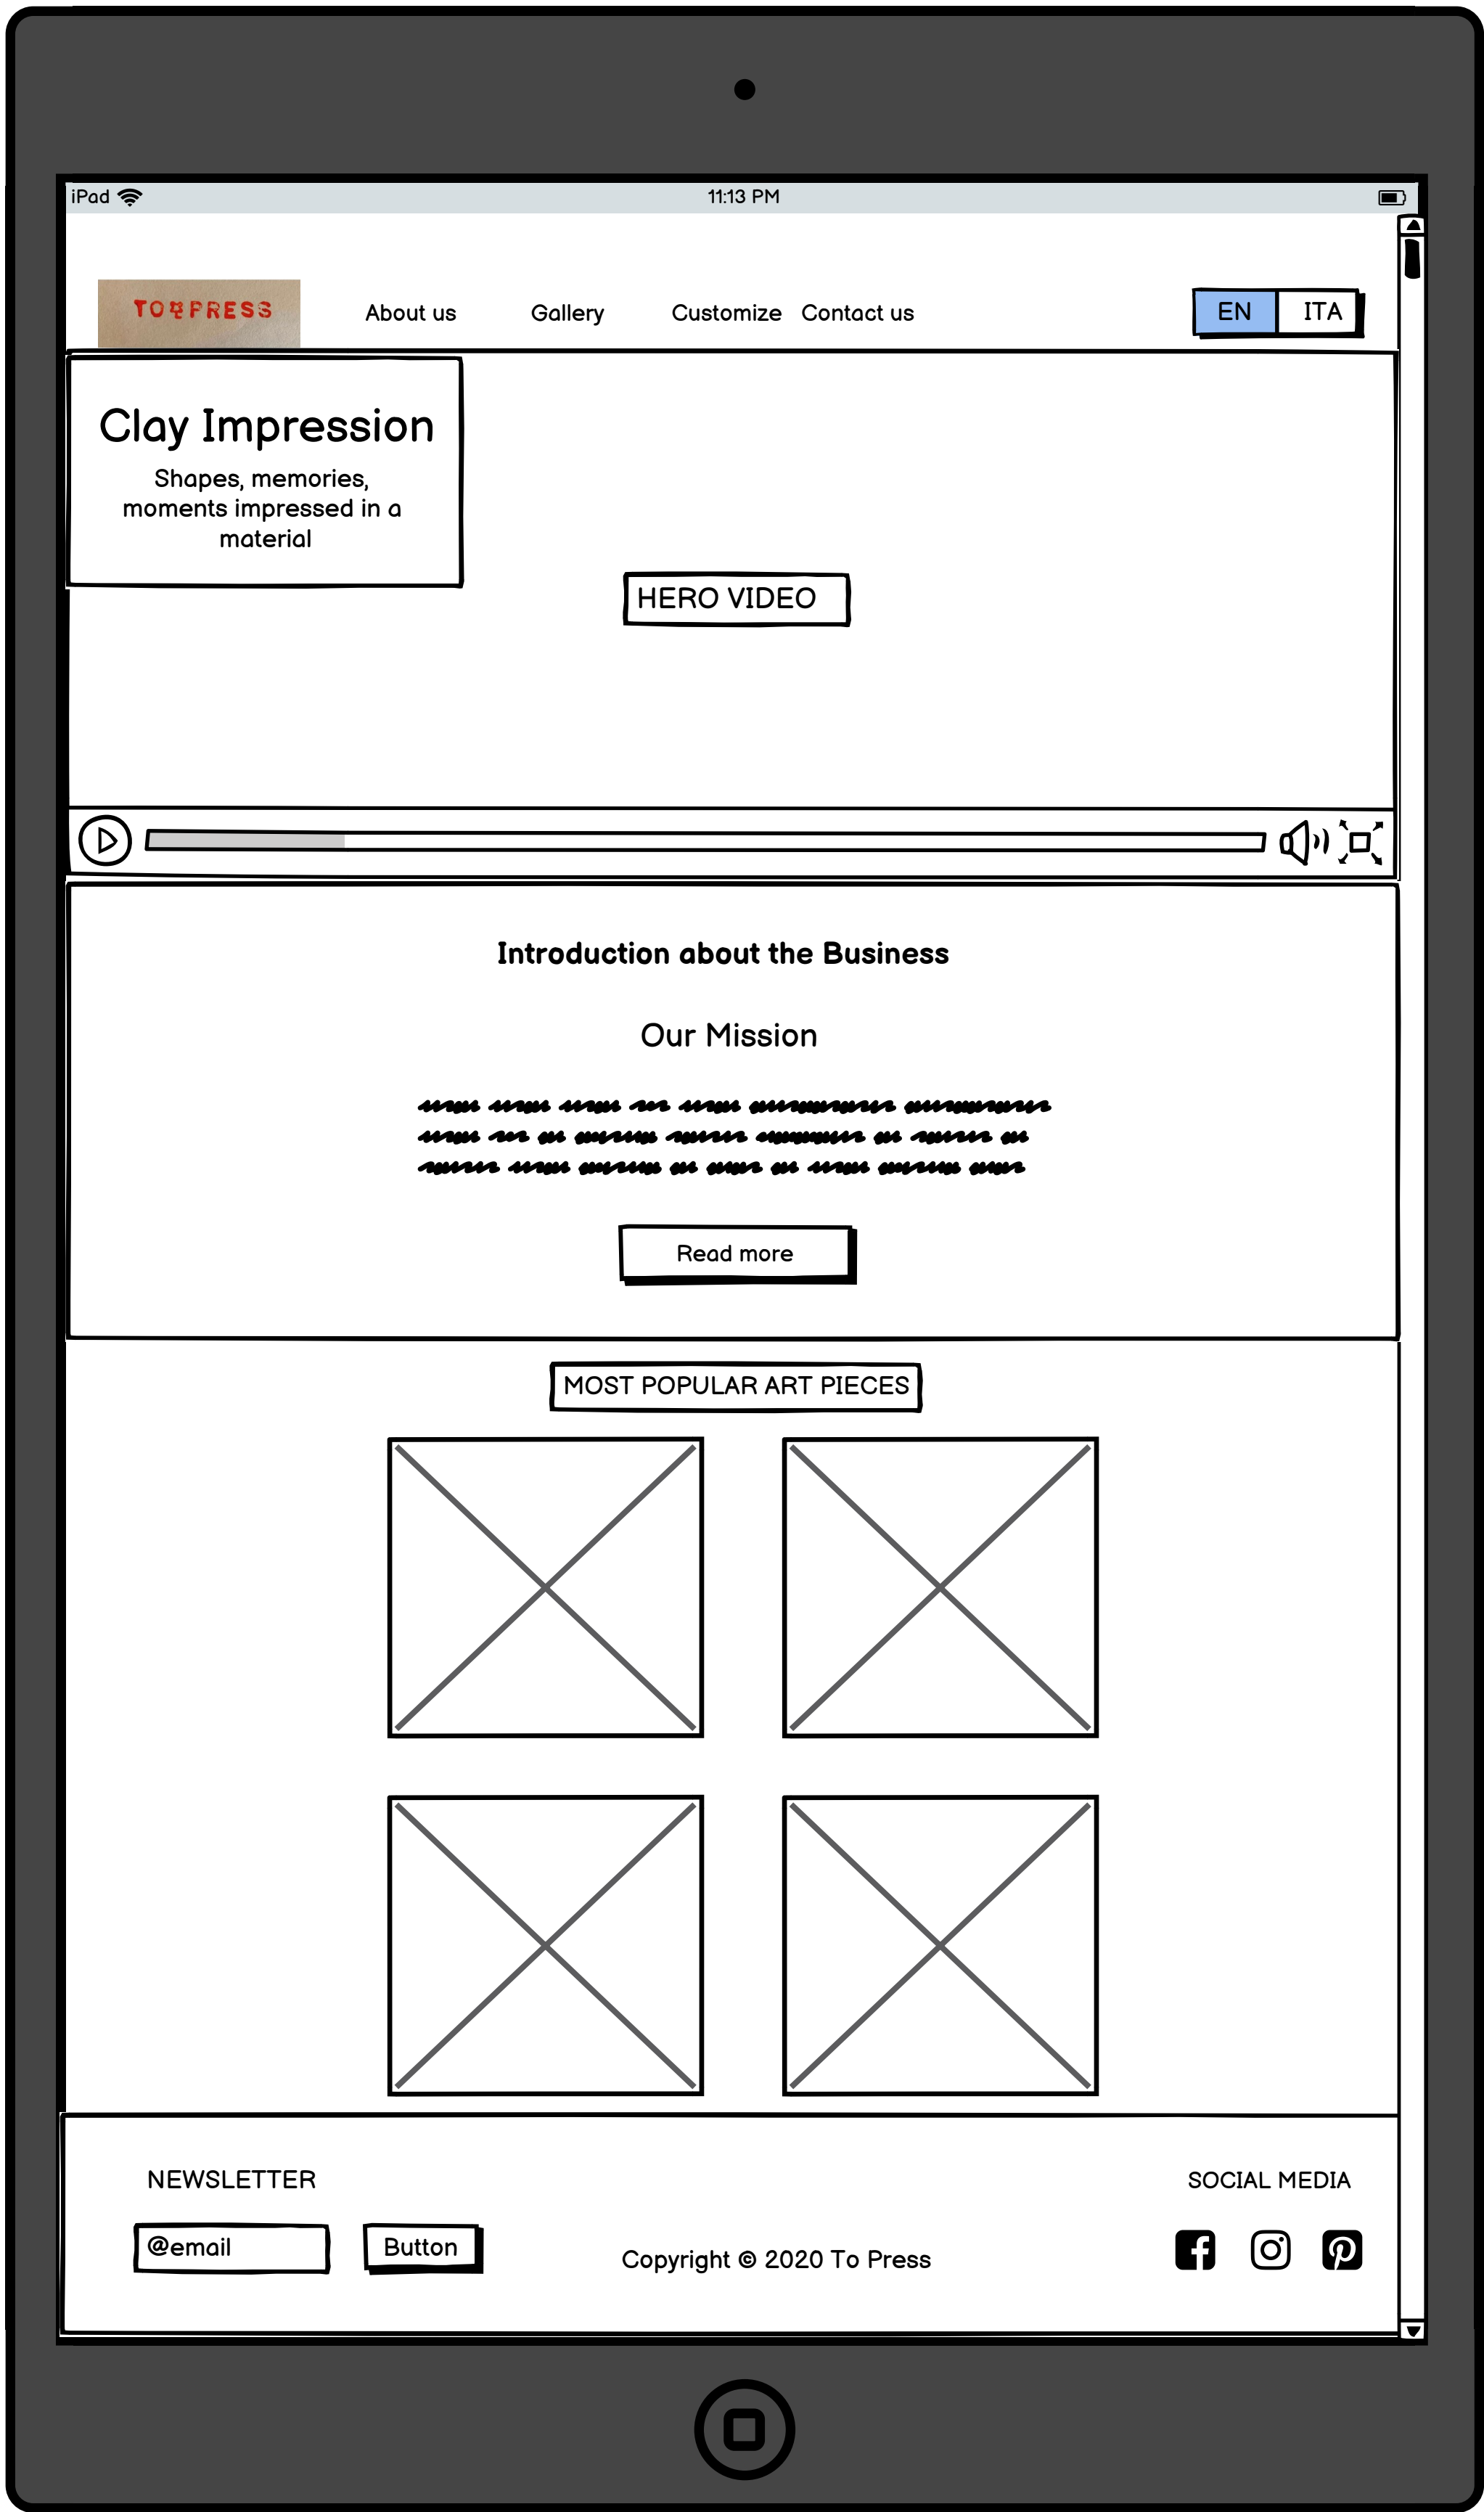 iPad
11:13 PM
TO PRESS
About us Gallery Customize Contact us
EN ITA
Clay Impression
Shapes, memories,
moments impressed in a
material
HERO VIDEO
Introduction about the Business
Our Mission
Read more
MOST POPULAR ART PIECES
NEWSLETTER
@email
Button
Copyright © 2020 To Press
SOCIAL MEDIA